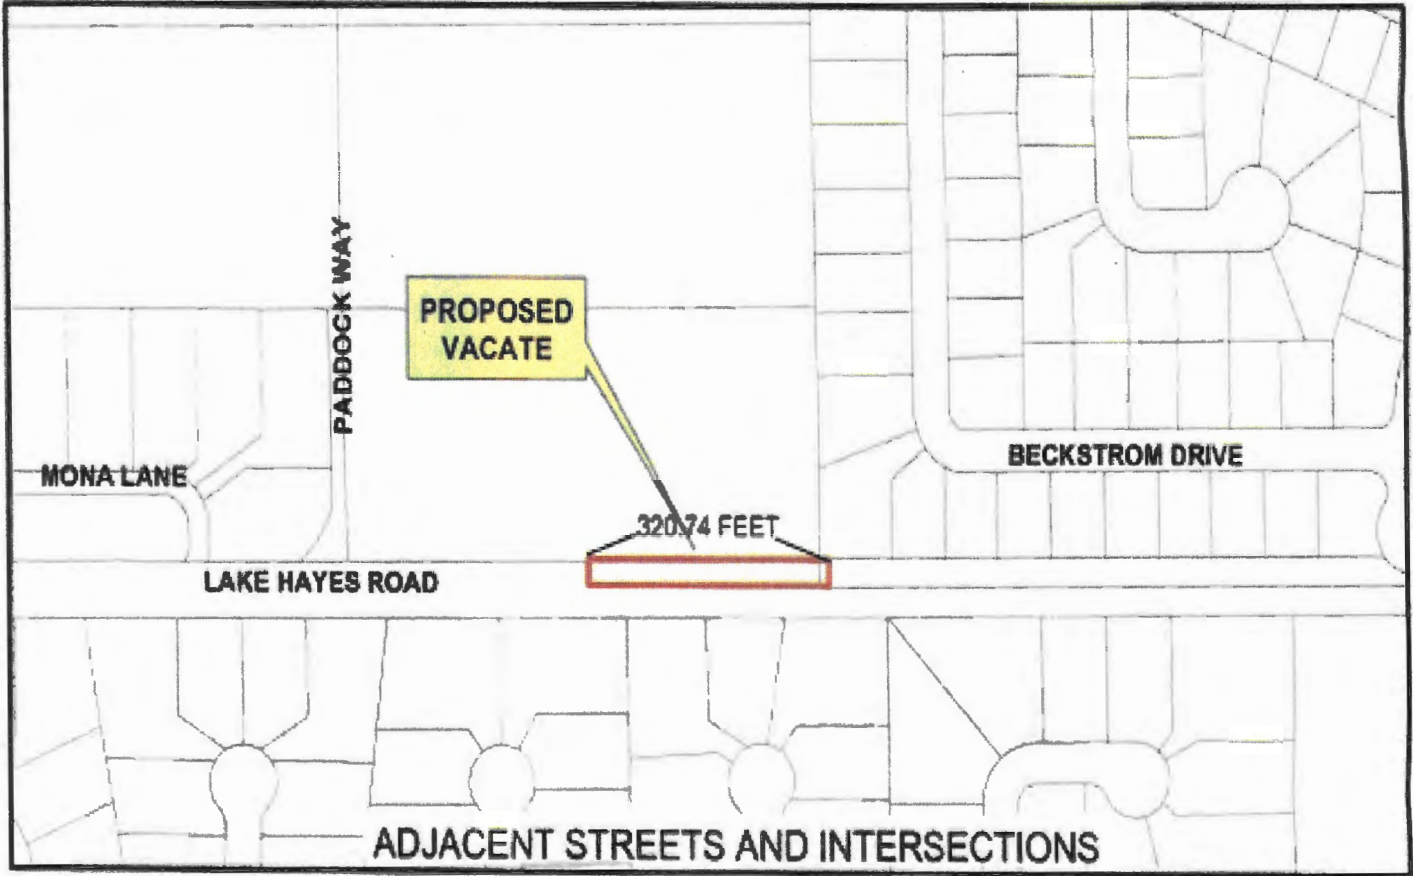 PADDOCK WAY
PROPOSED
VACATE
BECKSTROM DRIVE
MONA LANE
320.74 FEET
LAKE HAYES ROAD
ADJACENT STREETS AND INTERSECTIONS